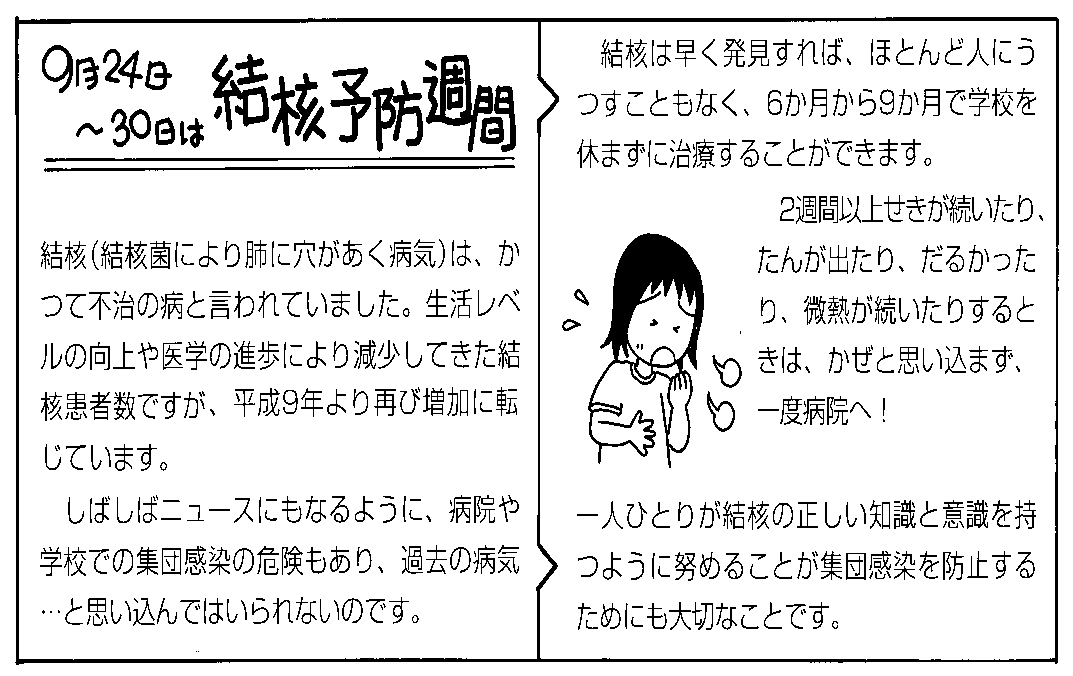 9月24日
～30日は
結核予防週間
結核(結核菌により肺に穴があく病気)は、か
つて不治の病と言われていました。生活レベ
ルの向上や医学の進歩により減少してきた結
核患者数ですが、平成9年より再び増加に転
じています。
しばしばニュースにもなるように、病院や
学校での集団感染の危険もあり、過去の病気
…と思い込んではいられないのです。
結核は早く発見すれば、ほとんど人にう
つすこともなく、6か月から9か月で学校を
休まずに治療することができます。
2週間以上せきが続いたり、
たんが出たり、だるかった
り、微熱が続いたりすると
きは、かぜと思い込まず、
一度病院へ！
一人ひとりが結核の正しい知識と意識を持
つように努めることが集団感染を防止する
ためにも大切なことです。